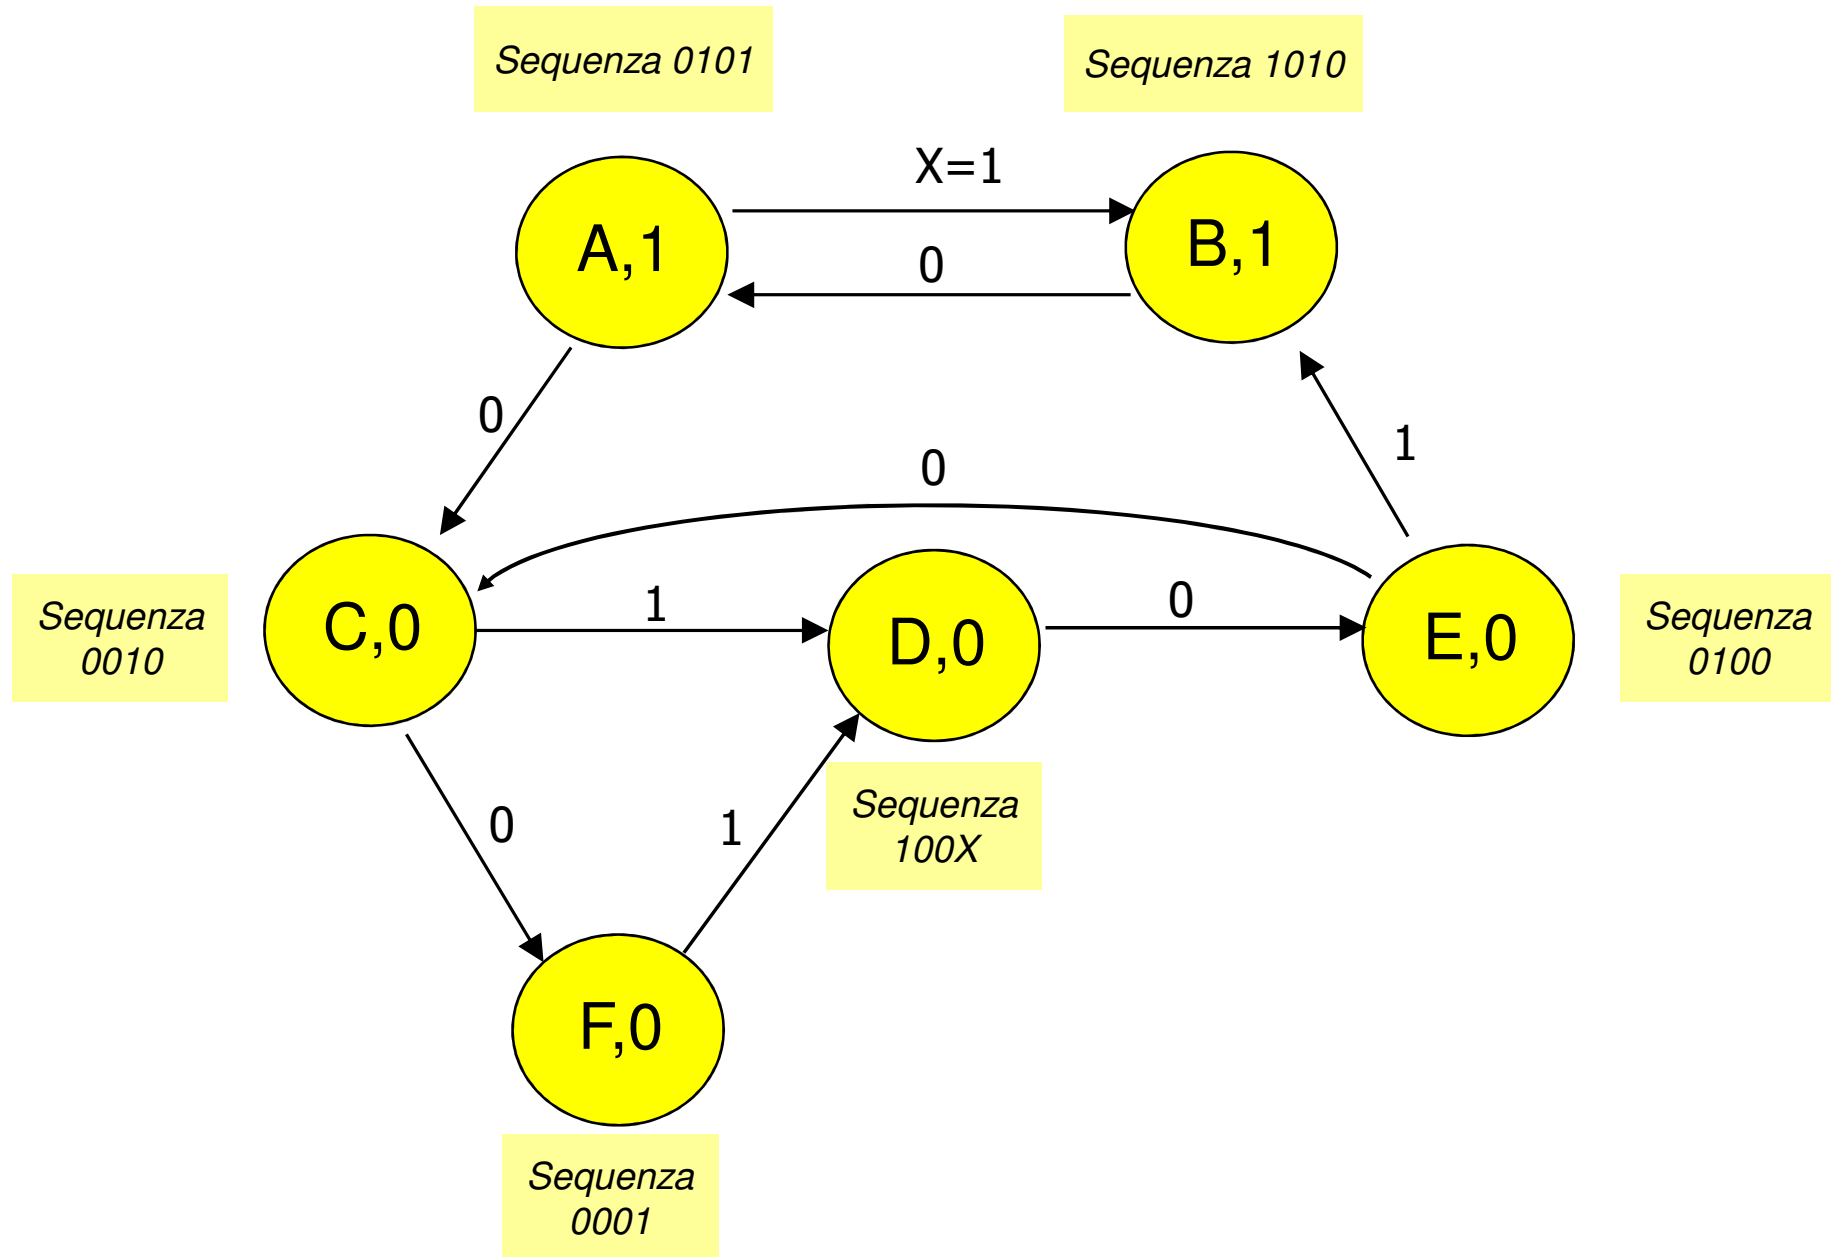 Sequenza 0101
Sequenza 1010
X=1
A,1
B,1
0
0
1
0
Sequenza
0010
C,0
1
D,0
0
E,0
Sequenza
0100
0
1
Sequenza
100X
F,0
Sequenza
0001